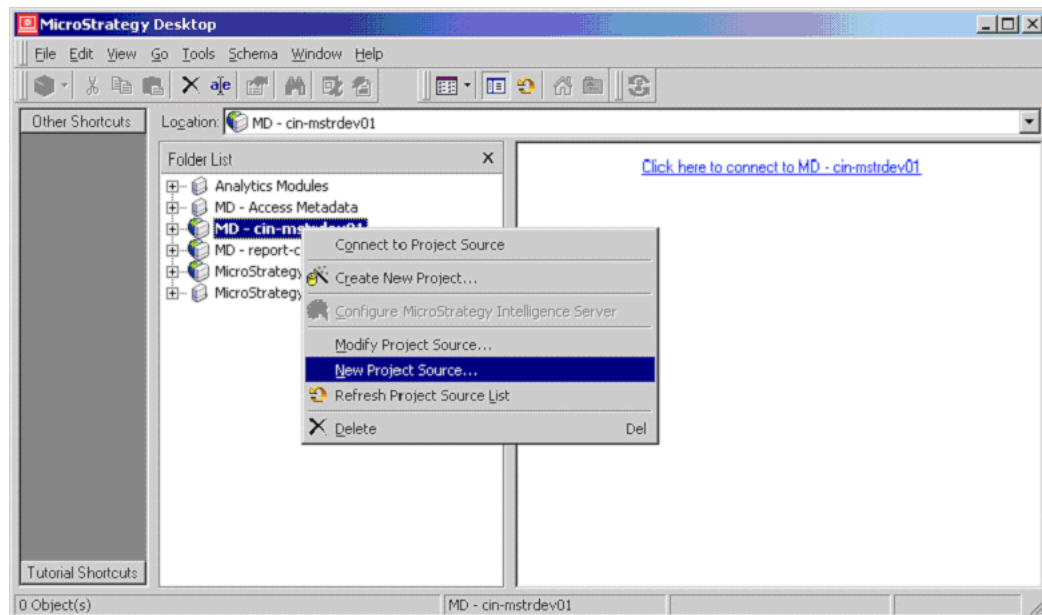 MicroStrategy Desktop
File Edit View Go Tools Schema Window Help
Other Shortcuts
Location: MD - cin-mstrdev01
Folder List
Click here to connect to MD - cin-mstrdev01
Analytics Modules
MD - Access Metadata
MD - cin-mstrdev01
MD - report-c
MicroStrategy
MicroStrategy
Connect to Project Source
Create New Project...
Configure MicroStrategy Intelligence Server
Modify Project Source...
New Project Source...
Refresh Project Source List
Delete Del
Tutorial Shortcuts
0 Object(s) MD - cin-mstrdev01